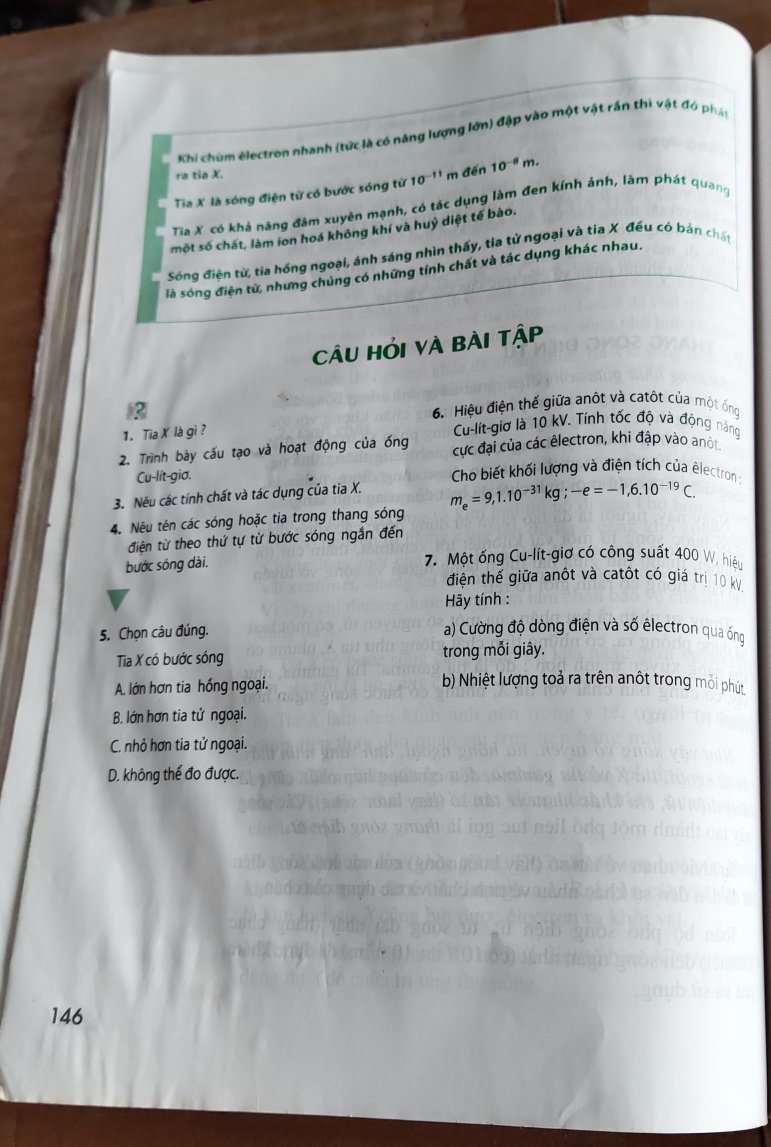 Khi chùm êlectron nhanh (tức là có năng lượng lớn) đập vào một vật rắn thì vật đó phát
ra tia X.
Tia X là sóng điện từ có bước sóng từ 10⁻¹¹ m đến 10⁻⁸ m.
Tia X có khả năng đâm xuyên mạnh, có tác dụng làm đen kính ảnh, làm phát quang
một số chất, làm ion hoá không khí và huỷ diệt tế bào.
Sóng điện từ, tia hồng ngoại, ánh sáng nhìn thấy, tia tử ngoại và tia X đều có bản chất
là sóng điện từ, nhưng chúng có những tính chất và tác dụng khác nhau.
CÂU HỎI VÀ BÀI TẬP
?
1. Tia X là gì ?
2. Trình bày cấu tạo và hoạt động của ống
Cu-lít-giơ.
3. Nêu các tính chất và tác dụng của tia X.
4. Nêu tên các sóng hoặc tia trong thang sóng
điện từ theo thứ tự từ bước sóng ngắn đến
bước sóng dài.
5. Chọn câu đúng.
Tia X có bước sóng
A. lớn hơn tia hồng ngoại.
B. lớn hơn tia tử ngoại.
C. nhỏ hơn tia tử ngoại.
D. không thể đo được.
6. Hiệu điện thế giữa anôt và catôt của một ống
Cu-lít-giơ là 10 kV. Tính tốc độ và động năng
cực đại của các êlectron, khi đập vào anôt.
Cho biết khối lượng và điện tích của êlectron :
mₑ = 9,1.10⁻³¹ kg ; –e = –1,6.10⁻¹⁹ C.
7. Một ống Cu-lít-giơ có công suất 400 W, hiệu
điện thế giữa anôt và catôt có giá trị 10 kV.
Hãy tính :
a) Cường độ dòng điện và số êlectron qua ống
trong mỗi giây.
b) Nhiệt lượng toả ra trên anôt trong mỗi phút.
146